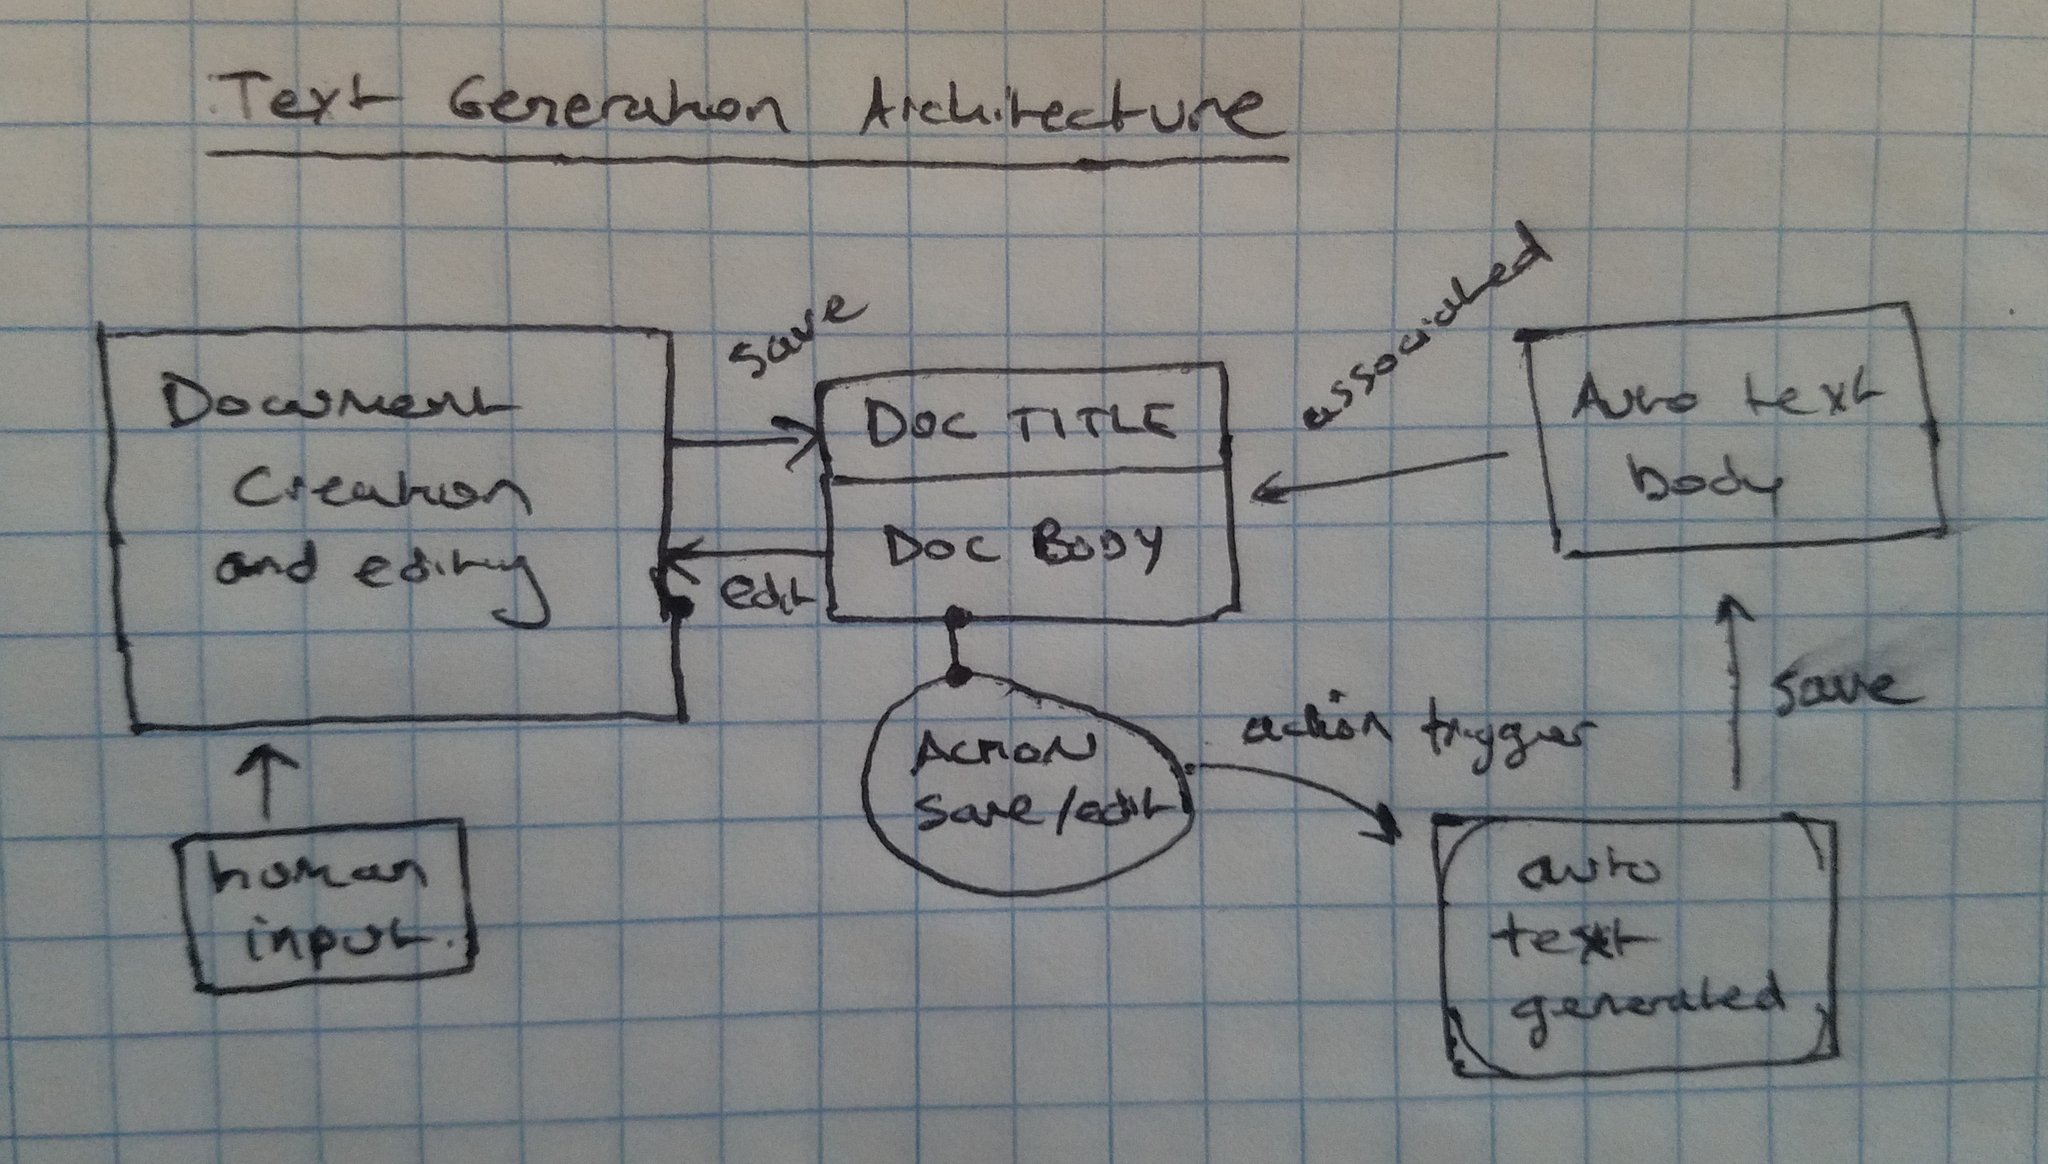 Text Generation Architecture
save
associated
Document
Creation
and editing
DOC TITLE
DOC BODY
edit
Auto text
body
human
input.
Action
save/edit
action trigger
save
auto
text
generated